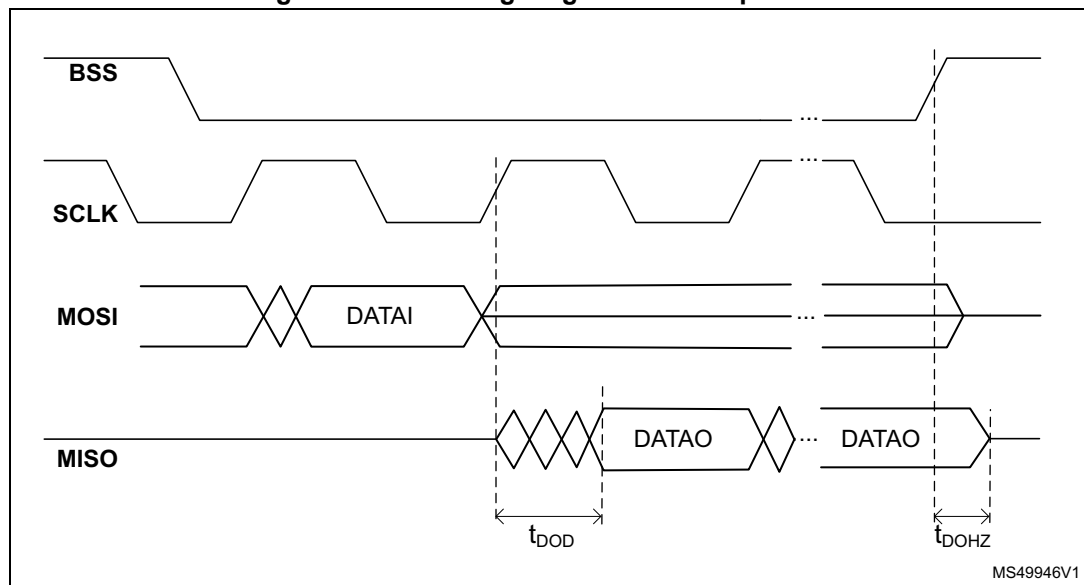 BSS
...
...
SCLK
MOSI
DATAI
...
MISO
DATAO
...
DATAO
tDOD
tDOHZ
MS49946V1